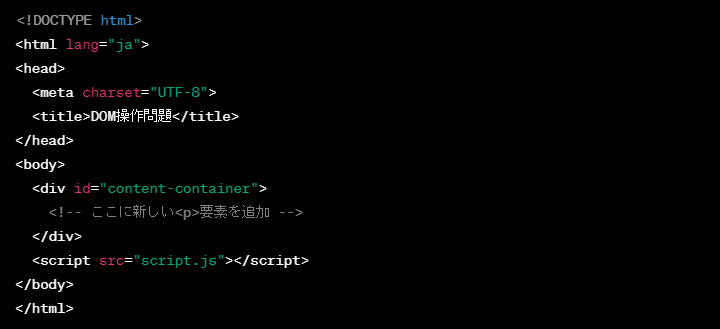 <!DOCTYPE html>
<html lang="ja">
<head>
  <meta charset="UTF-8">
  <title>DOM操作問題</title>
</head>
<body>
  <div id="content-container">
    <!-- ここに新しい<p>要素を追加 -->
  </div>
  <script src="script.js"></script>
</body>
</html>